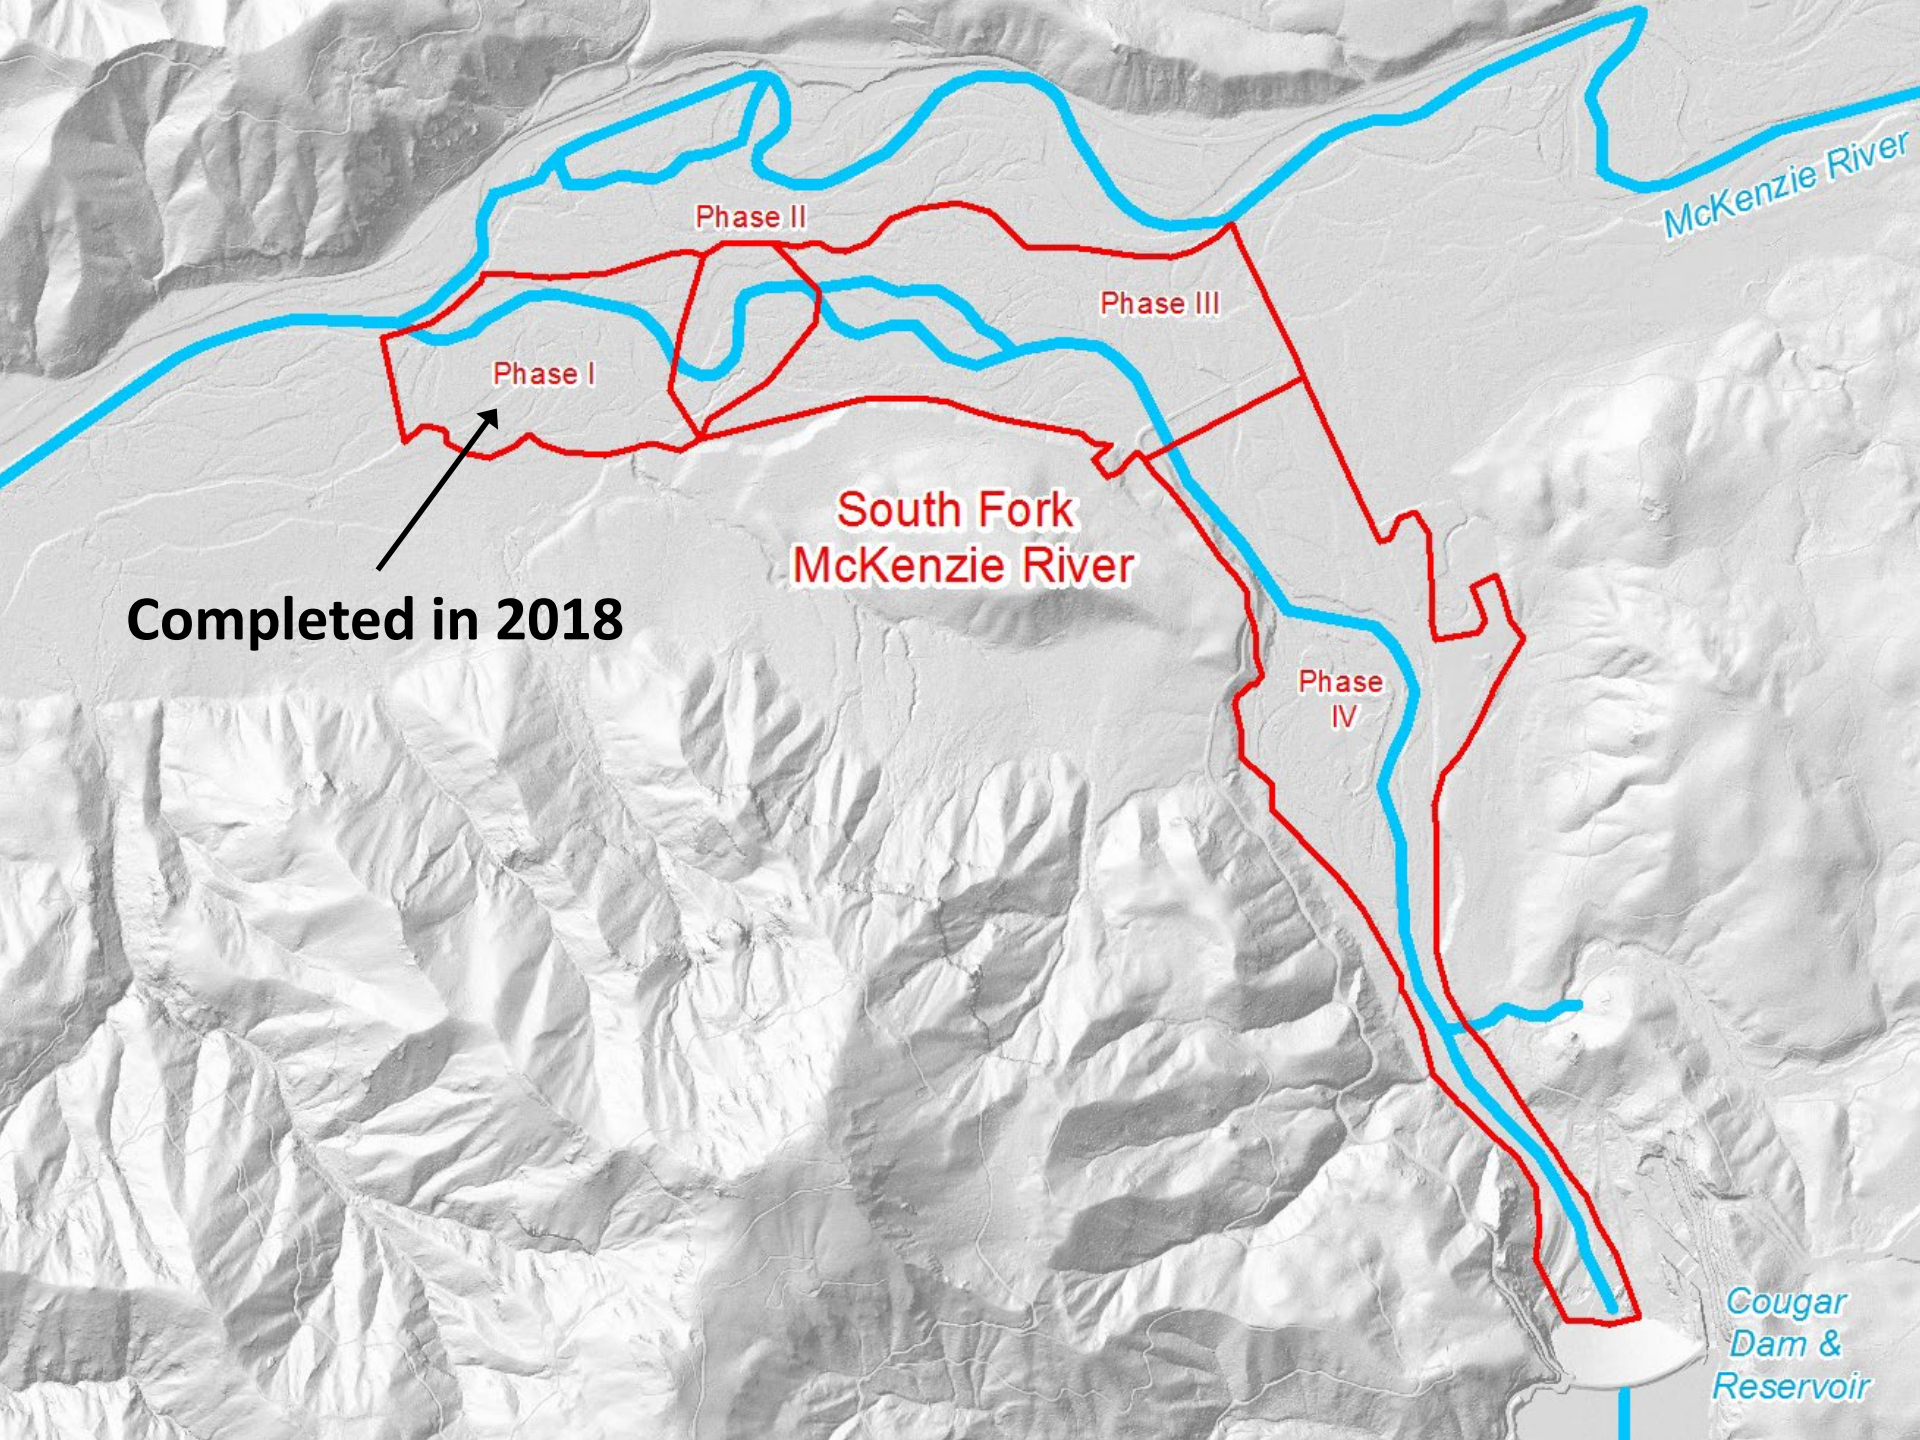 McKenzie River
Phase II
Phase III
Phase I
South Fork
McKenzie River
Completed in 2018
Phase
IV
Cougar
Dam &
Reservoir